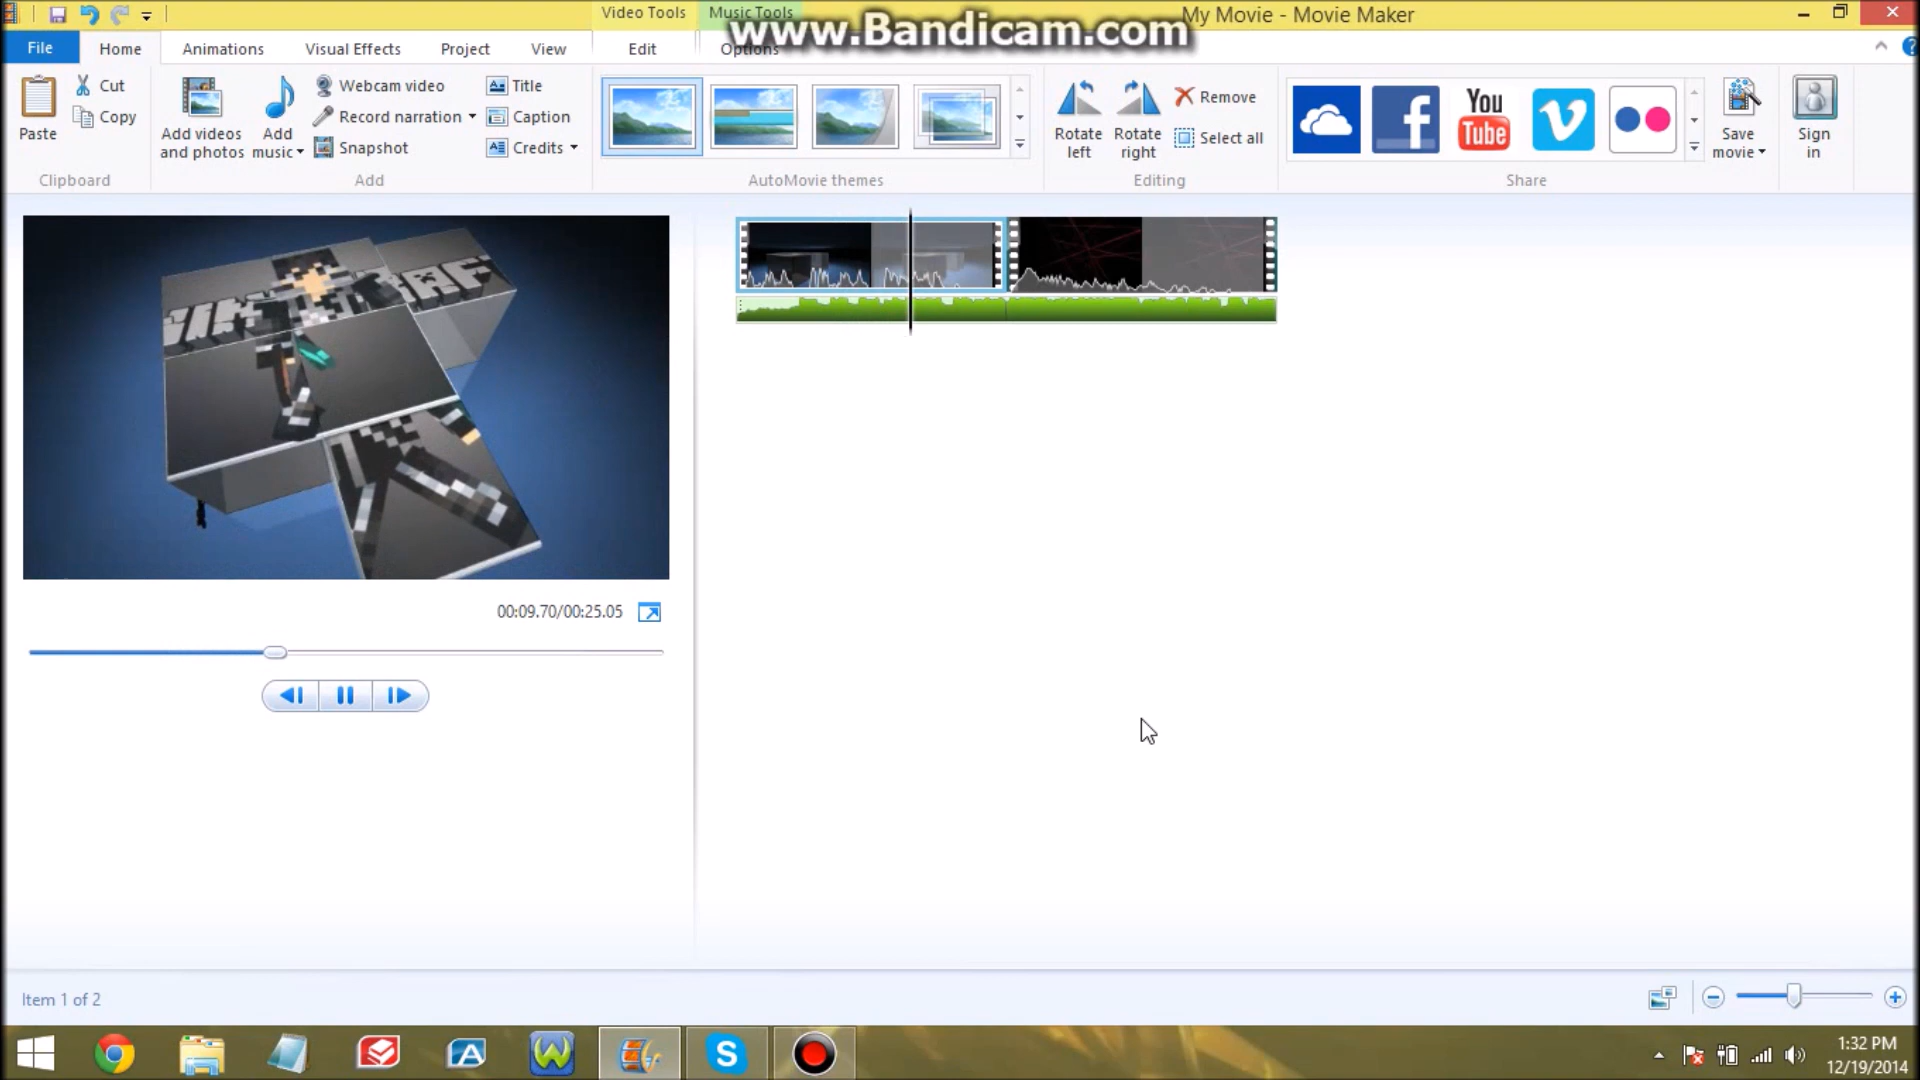 Video Tools
Music Tools
www.Bandicam.com
My Movie - Movie Maker
File
Home
Animations
Visual Effects
Project
View
Edit
Options
Paste
Cut
Copy
Clipboard
Add videos
and photos
Add
music
Webcam video
Record narration
Snapshot
Title
Caption
Credits
Add
AutoMovie themes
Rotate
left
Rotate
right
Remove
Select all
Editing
You
Tube
Share
Save
movie
Sign
in
00:09.70/00:25.05
Item 1 of 2
1:32 PM
12/19/2014